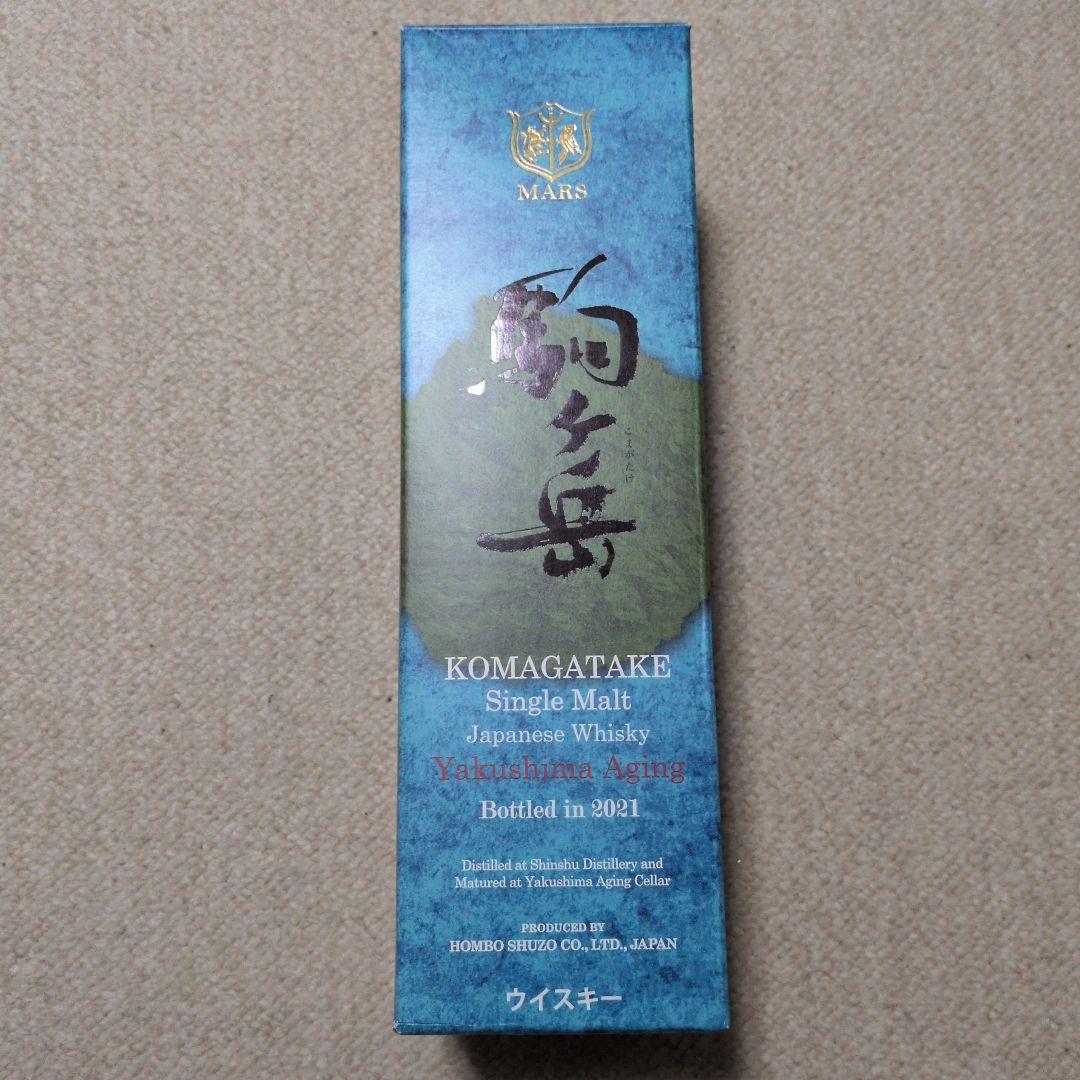 MARS
駒ヶ岳
こまがたけ
KOMAGATAKE
Single Malt
Japanese Whisky
Yakushima Aging
Bottled in 2021
Distilled at Shinshu Distillery and
Matured at Yakushima Aging Cellar
PRODUCED BY
HOMBO SHUZO CO., LTD., JAPAN
ウイスキー